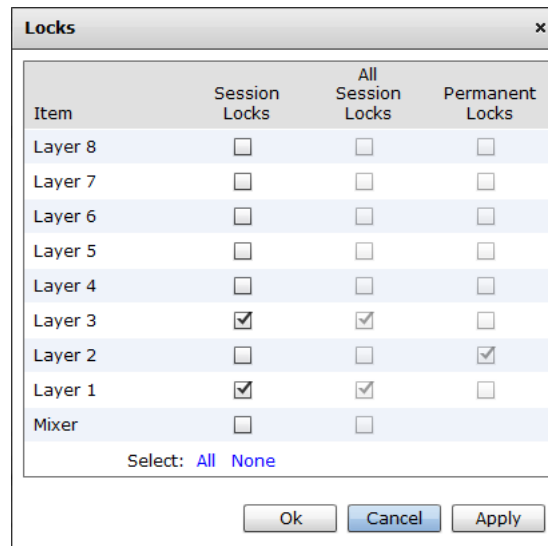 Locks
Item Session Locks All Session Locks Permanent Locks
Layer 8
Layer 7
Layer 6
Layer 5
Layer 4
Layer 3
Layer 2
Layer 1
Mixer
Select: All None
Ok Cancel Apply